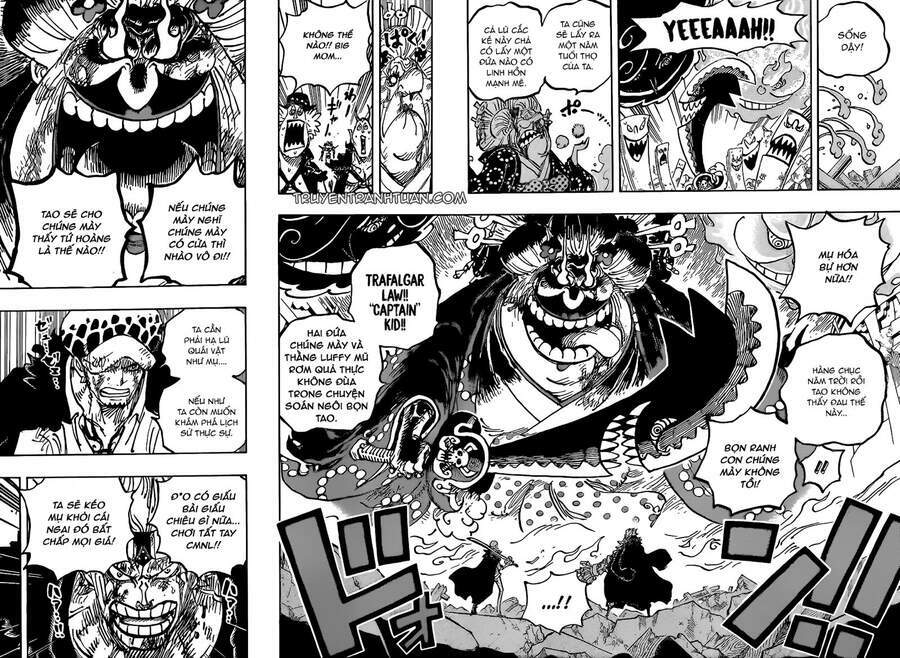 SỐNG
DẬY!
YEEEAAAH!!
TA CŨNG
SẼ LẤY RA
MỘT NĂM
TUỔI THỌ
CỦA TA.
CẢ LŨ CẮC
KÈ NÀY CHẢ
CÓ LẤY MỘT
ĐỨA NÀO CÓ
LINH HỒN
MẠNH MẼ.
KHÔNG THỂ
NÀO!! BIG
MOM...
TRUYENTRANHTUAN.COM
MỤ HÓA
BỰ HƠN
NỮA!!
HÀNG CHỤC
NĂM TRỜI RỒI
TAO KHÔNG
THẤY ĐAU THẾ
NÀY...
!!
BỌN RANH
CON CHÚNG
MÀY KHÔNG
TỒI!
TRAFALGAR
LAW!!
"CAPTAIN"
KID!!
HAI ĐỨA
CHÚNG MÀY VÀ
THẰNG LUFFY MŨ
RƠM QUẢ THỰC
KHÔNG ĐÙA
TRONG CHUYỆN
SOÁN NGÔI BỌN
TAO.
...!!
ドオン!!
NẾU CHÚNG
MÀY NGHĨ
CHÚNG MÀY
CÓ CỬA THÌ
NHÀO VÔ ĐI!!
TAO SẼ CHO
CHÚNG MÀY
THẤY TỨ HOÀNG
LÀ THẾ NÀO!!
TA CẦN
PHẢI HẠ LŨ
QUÁI VẬT
NHƯ MỤ....
NẾU NHƯ
TA CÒN MUỐN
KHÁM PHÁ LỊCH
SỬ THỰC SỰ.
Đ*O CÓ GIẤU
BÀI GIẤU
CHIÊU GÌ NỮA...
CHƠI TẤT TAY
CMNL!!
TA SẼ KÉO
MỤ KHỎI CÁI
NGAI ĐÓ BẤT
CHẤP MỌI GIÁ!